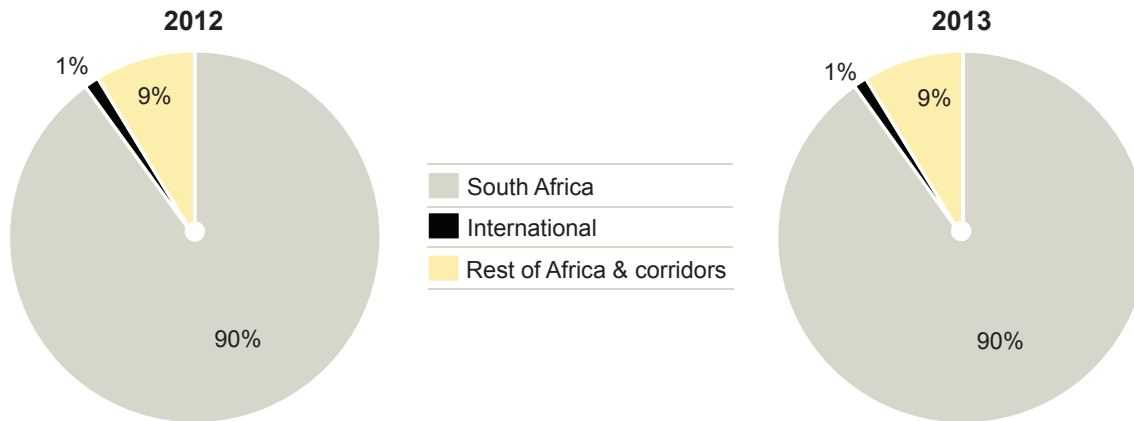 2012
1%
9%
90%
South Africa
International
Rest of Africa & corridors
2013
1%
9%
90%